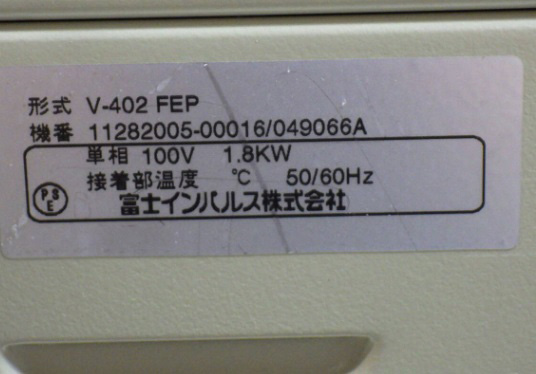 形式 V-402 FEP
機番 11282005-00016/049066A
単相 100V 1.8KW
接着部温度 ℃ 50/60Hz
PSE 富士インパルス株式会社